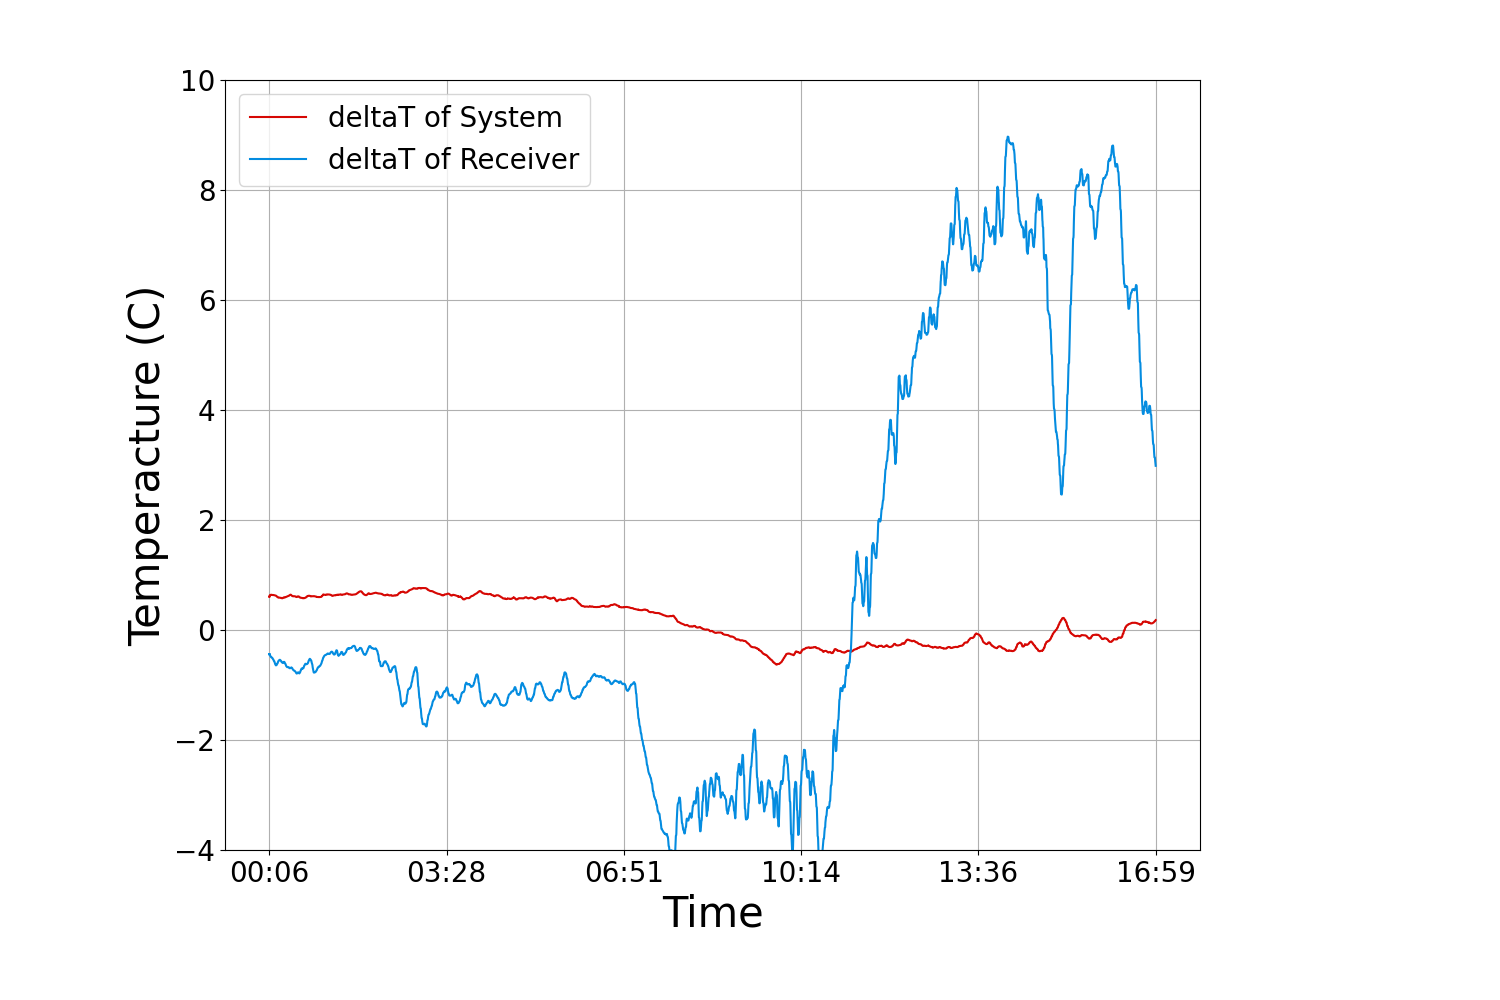 deltaT of System
deltaT of Receiver
10
8
6
4
2
0
−2
−4
Temperacture (C)
00:06 03:28 06:51 10:14 13:36 16:59
Time